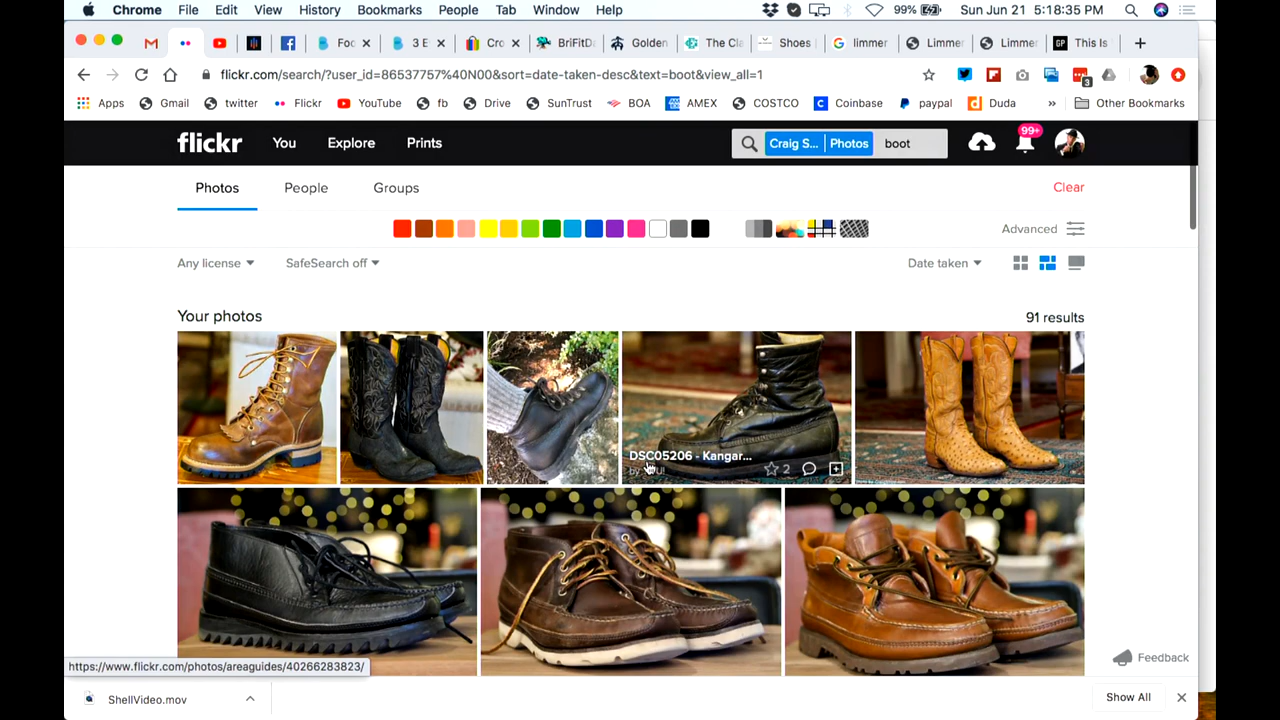 Chrome File Edit View History Bookmarks People Tab Window Help 99% Sun Jun 21 5:18:35 PM
Foo 3 E Cro BriFitD Golden The Cla Shoes limmer Limmer Limmer GP This Is
flickr.com/search/?user_id=86537757%40N00&sort=date-taken-desc&text=boot&view_all=1 3
Apps Gmail twitter Flickr YouTube fb Drive SunTrust BOA AMEX COSTCO Coinbase paypal Duda » Other Bookmarks
flickr You Explore Prints Craig S... Photos boot 99+
Photos People Groups Clear
Advanced
Any license SafeSearch off Date taken
Your photos 91 results
DSC05206 - Kangar...
2
https://www.flickr.com/photos/areaguides/40266283823/
Feedback
ShellVideo.mov Show All